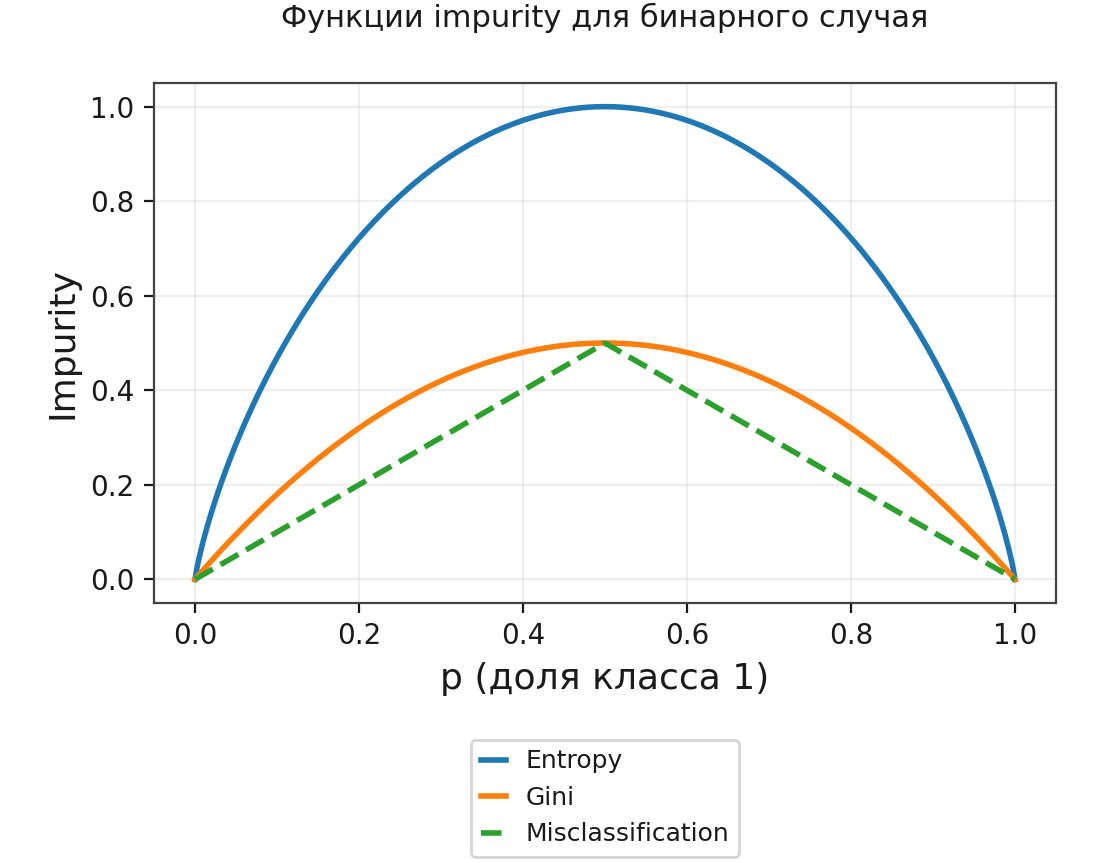 Функции impurity для бинарного случая
1.0
0.8
0.6
0.4
0.2
0.0
Impurity
0.0 0.2 0.4 0.6 0.8 1.0
p (доля класса 1)
Entropy
Gini
Misclassification